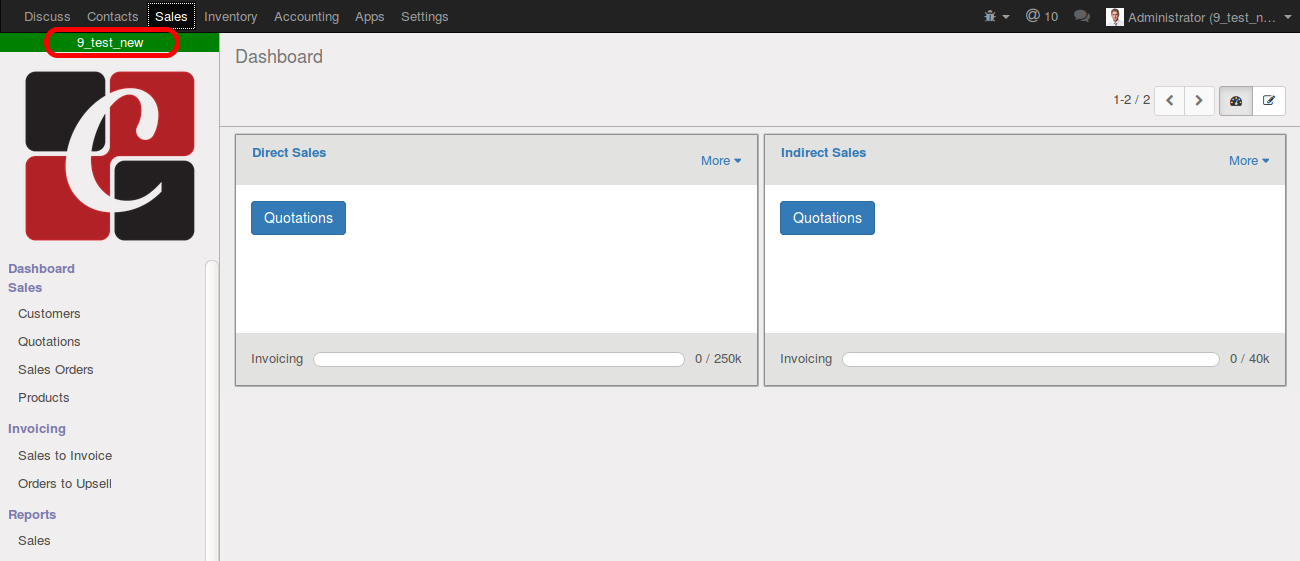 Discuss Contacts Sales Inventory Accounting Apps Settings @ 10 Administrator (9_test_n...
9_test_new
Dashboard
1-2 / 2
Direct Sales More
Indirect Sales More
Quotations
Quotations
Invoicing 0 / 250k
Invoicing 0 / 40k
C
Dashboard
Sales
Customers
Quotations
Sales Orders
Products
Invoicing
Sales to Invoice
Orders to Upsell
Reports
Sales